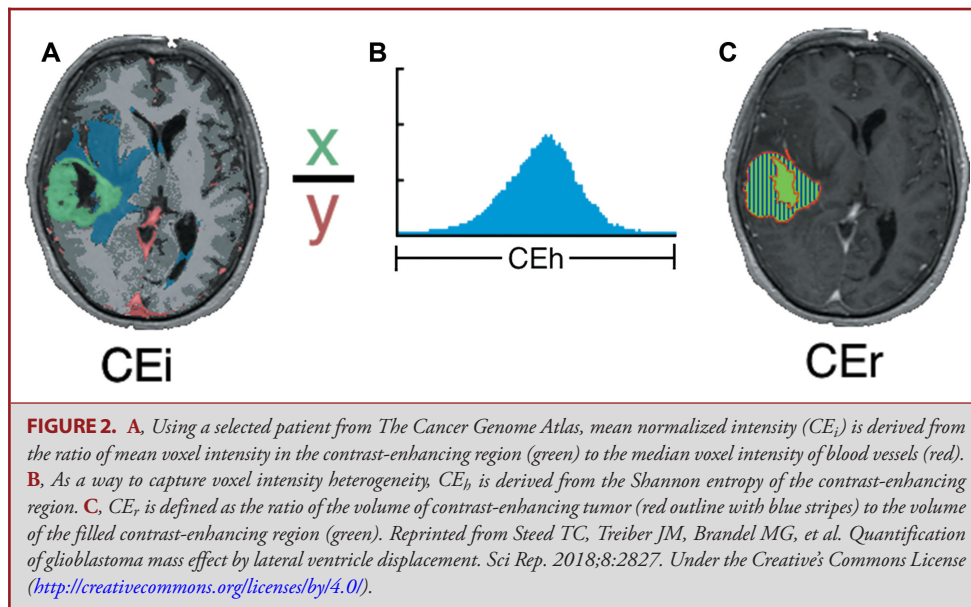 A
B
C
x
y
CEh
CEi
CEr
FIGURE 2. A, Using a selected patient from The Cancer Genome Atlas, mean normalized intensity (CEi) is derived from
the ratio of mean voxel intensity in the contrast-enhancing region (green) to the median voxel intensity of blood vessels (red).
B, As a way to capture voxel intensity heterogeneity, CEh is derived from the Shannon entropy of the contrast-enhancing
region. C, CEr is defined as the ratio of the volume of contrast-enhancing tumor (red outline with blue stripes) to the volume
of the filled contrast-enhancing region (green). Reprinted from Steed TC, Treiber JM, Brandel MG, et al. Quantification
of glioblastoma mass effect by lateral ventricle displacement. Sci Rep. 2018;8:2827. Under the Creative's Commons License
(http://creativecommons.org/licenses/by/4.0/).